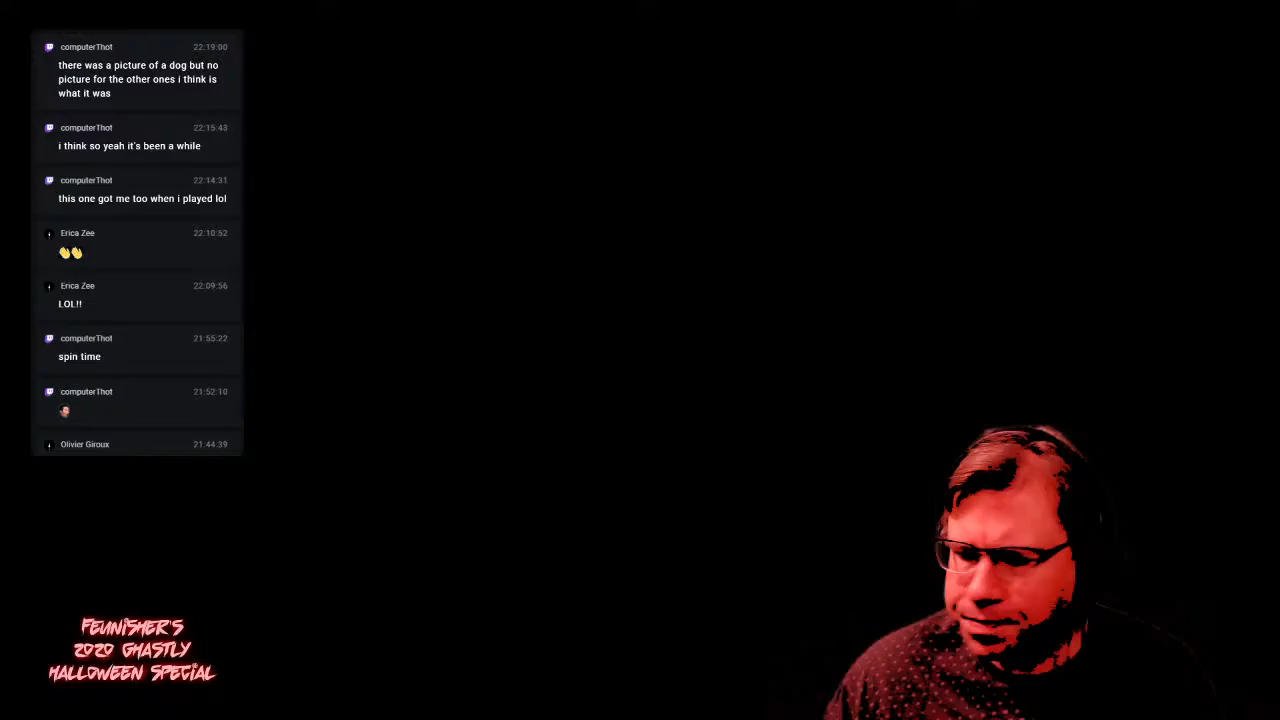 computerThot 22:19:00
there was a picture of a dog but no
picture for the other ones i think is
what it was
computerThot 22:15:43
i think so yeah it's been a while
computerThot 22:14:31
this one got me too when i played lol
Erica Zee 22:10:52
👏👏
Erica Zee 22:09:56
LOL!!
computerThot 21:55:22
spin time
computerThot 21:52:10
Olivier Giroux 21:44:39
FEUNISHER'S
2020 GHASTLY
HALLOWEEN SPECIAL